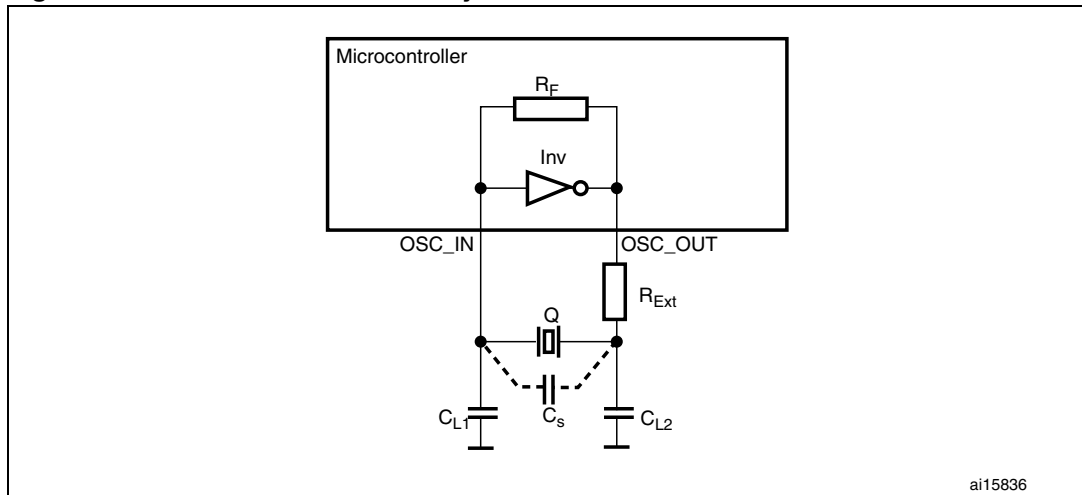 Microcontroller
RF
Inv
OSC_IN
OSC_OUT
RExt
Q
Cs
CL1
CL2
ai15836